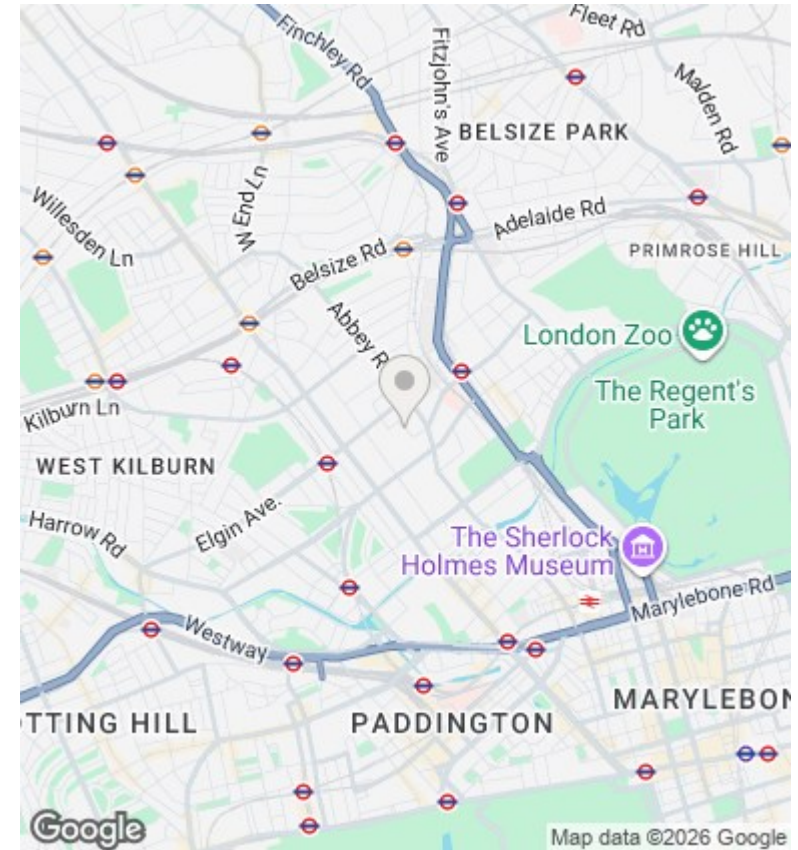 Fleet Rd
Finchley Rd
Fitzjohn's Ave
Malden Rd
BELSIZE PARK
W End Ln
Willesden Ln
Adelaide Rd
PRIMROSE HILL
Belsize Rd
Abbey R
London Zoo
The Regent's
Park
Kilburn Ln
WEST KILBURN
Elgin Ave.
Harrow Rd
The Sherlock
Holmes Museum
Marylebone Rd
Westway
MARYLEBON
TTING HILL
PADDINGTON
Google
Map data ©2026 Google